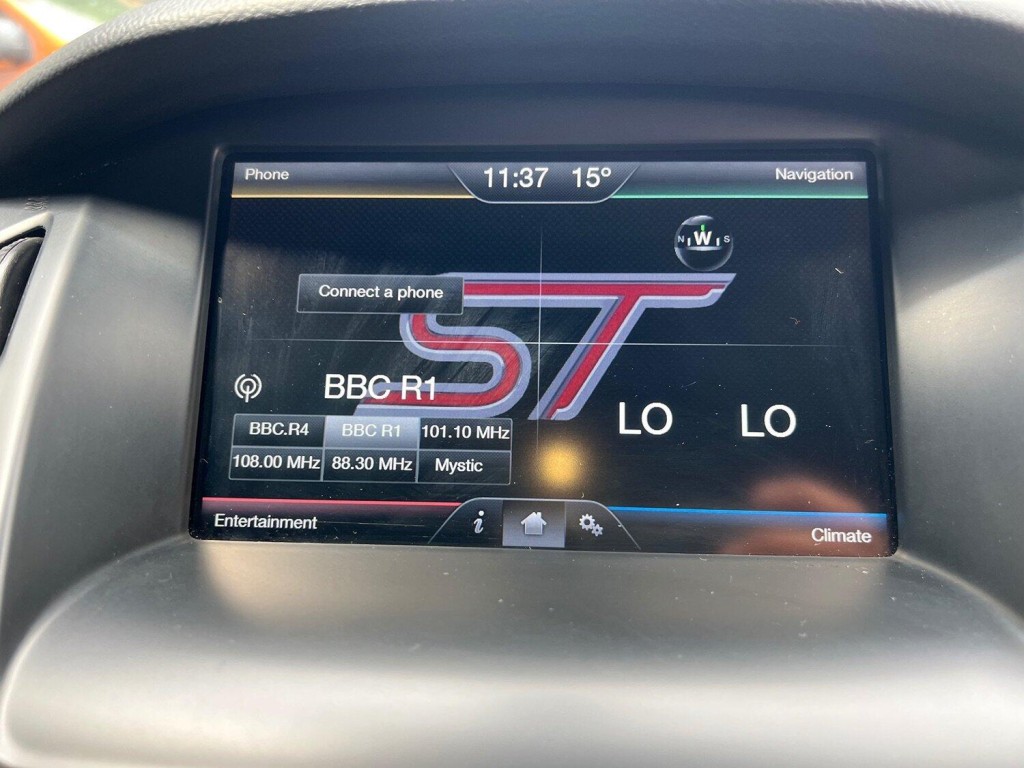 Phone
11:37 15°
Navigation
N W S
Connect a phone
ST
BBC R1
BBC.R4 BBC R1 101.10 MHz
108.00 MHz 88.30 MHz Mystic
LO LO
Entertainment
i
Climate